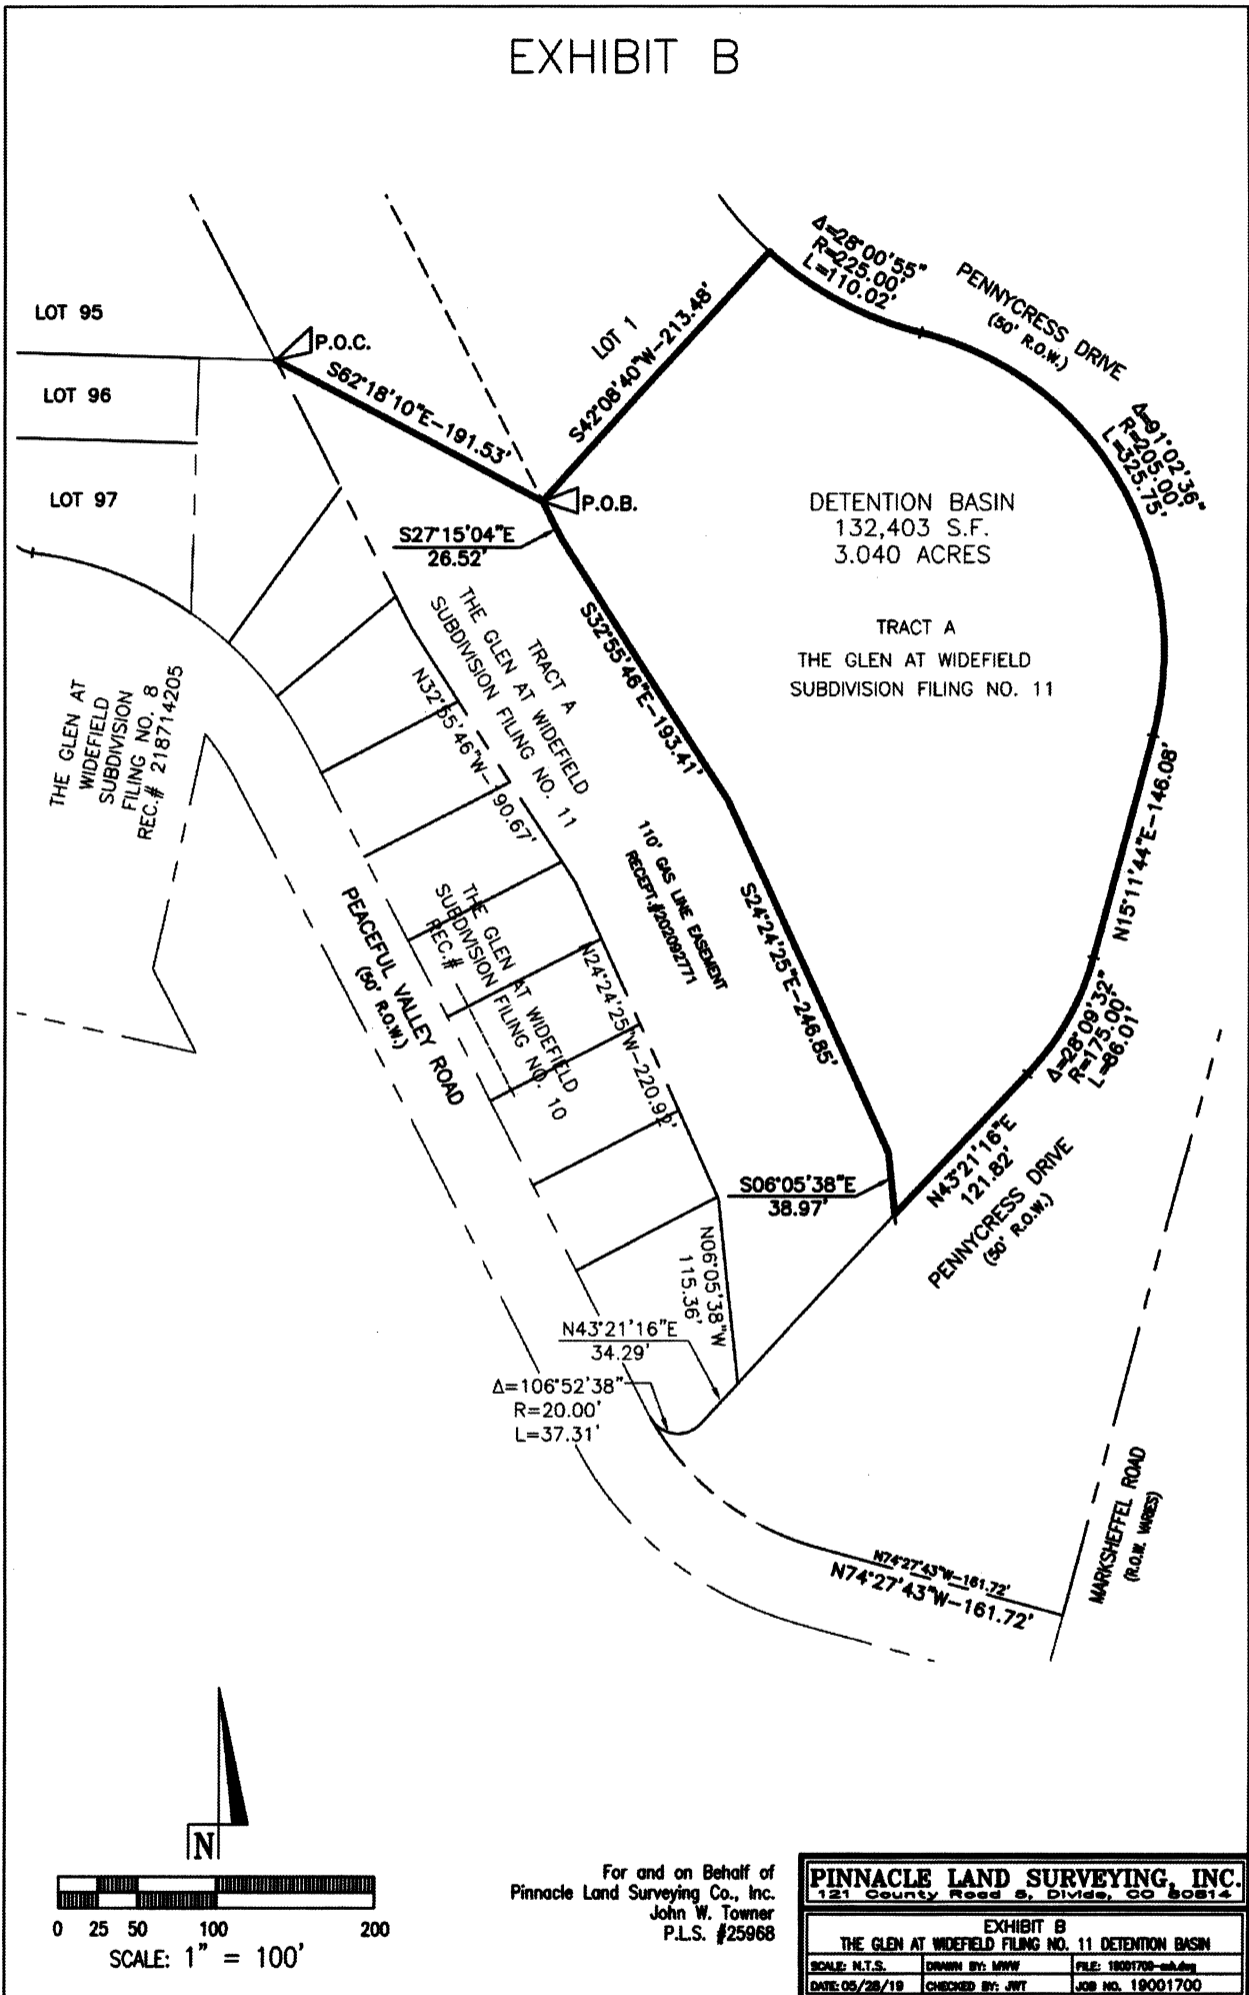 EXHIBIT B
LOT 95
LOT 96
LOT 97
P.O.C.
S62°18'10"E-191.53'
LOT 1
S42°08'40"W-213.48'
P.O.B.
Δ=28°00'55"
R=225.00'
L=110.02'
PENNYCRESS DRIVE
(50' R.O.W.)
Δ=91°02'36"
R=205.00'
L=325.75'
DETENTION BASIN
132,403 S.F.
3.040 ACRES
TRACT A
THE GLEN AT WIDEFIELD
SUBDIVISION FILING NO. 11
S27°15'04"E
26.52'
TRACT A
THE GLEN AT WIDEFIELD
SUBDIVISION FILING NO. 11
S32°55'46"E-193.41'
N32°55'46"W-190.67'
THE GLEN AT
WIDEFIELD
SUBDIVISION
FILING NO. 8
REC.# 218714205
110' GAS LINE EASEMENT
RECEPT.#202092771
PEACEFUL VALLEY ROAD
(50' R.O.W.)
THE GLEN AT WIDEFIELD
SUBDIVISION FILING NO. 10
REC.#
N24°24'25"W-220.92'
S24°24'25"E-246.85'
N15°11'44"E-146.08'
Δ=28°09'32"
R=175.00'
L=86.01'
N43°21'16"E
121.82'
PENNYCRESS DRIVE
(50' R.O.W.)
S06°05'38"E
38.97'
N06°05'38"W
115.36'
N43°21'16"E
34.29'
Δ=106°52'38"
R=20.00'
L=37.31'
N74°27'43"W-161.72'
N74°27'43"W-161.72'
MARKSHEFFEL ROAD
(R.O.W. VARIES)
N
0 25 50 100 200
SCALE: 1" = 100'
For and on Behalf of
Pinnacle Land Surveying Co., Inc.
John W. Towner
P.L.S. #25968
PINNACLE LAND SURVEYING, INC.
121 County Road 5, Divide, CO 80814
EXHIBIT B
THE GLEN AT WIDEFIELD FILING NO. 11 DETENTION BASIN
SCALE: N.T.S. DRAWN BY: MWW FILE: 19001700-exh.dwg
DATE: 05/28/19 CHECKED BY: JWT JOB NO. 19001700